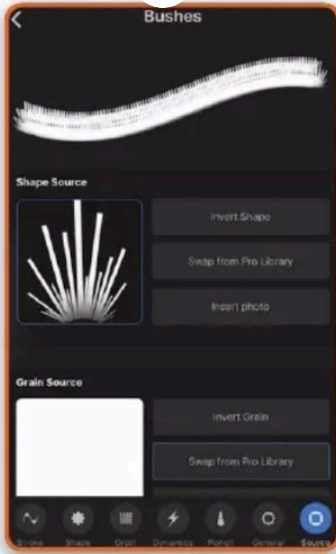 Bushes
Shape Source
Invert Shape
Swap from Pro Library
Insert photo
Grain Source
Invert Grain
Swap from Pro Library
Stroke Shape Grain Dynamics Pencil General Source